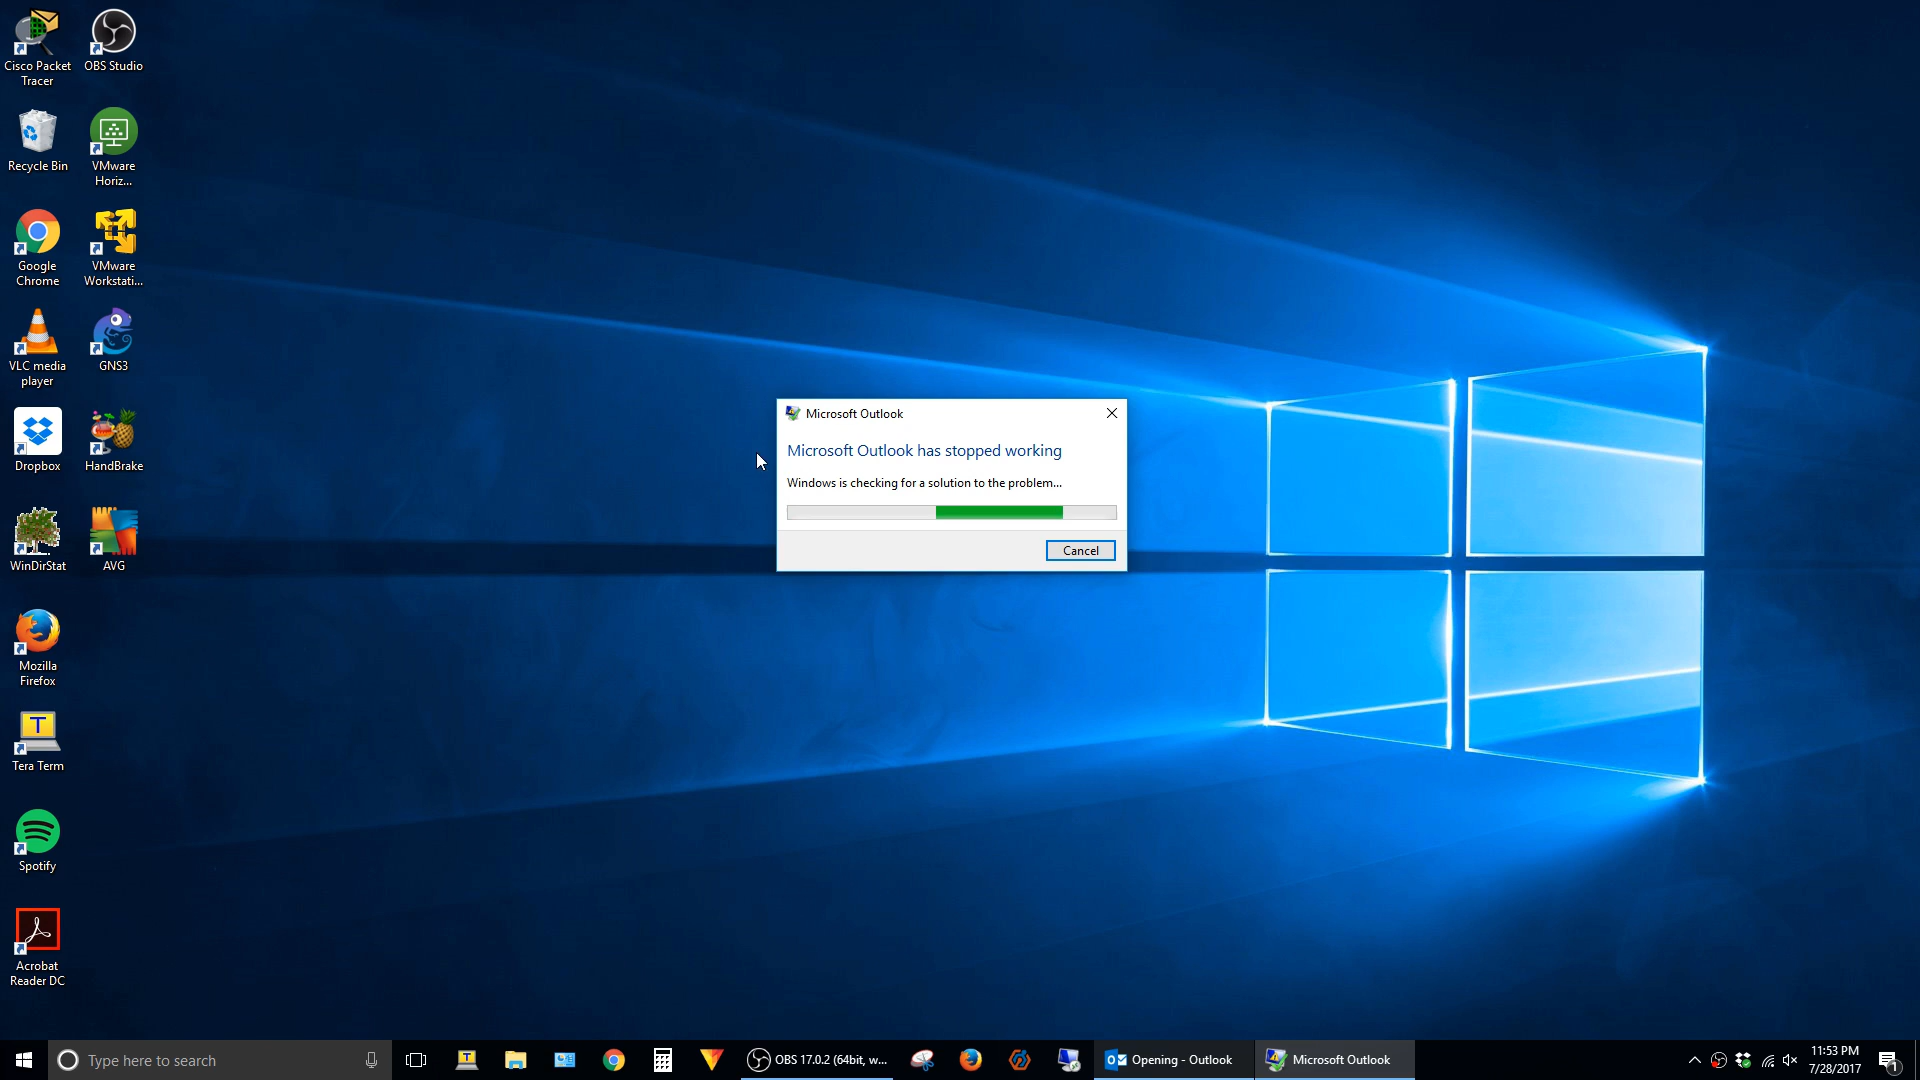 Cisco Packet
Tracer
OBS Studio
Recycle Bin
VMware
Horiz...
Google
Chrome
VMware
Workstati...
VLC media
player
GNS3
Dropbox
HandBrake
WinDirStat
AVG
Mozilla
Firefox
T
Tera Term
Spotify
Acrobat
Reader DC
Microsoft Outlook
Microsoft Outlook has stopped working
Windows is checking for a solution to the problem...
Cancel
Type here to search
T
OBS 17.0.2 (64bit, w...
Opening - Outlook
Microsoft Outlook
11:53 PM
7/28/2017
1